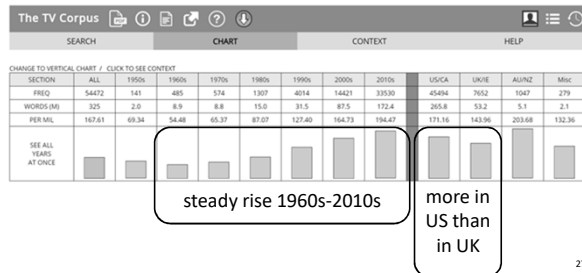 The TV Corpus
SEARCH CHART CONTEXT HELP
CHANGE TO VERTICAL CHART / CLICK TO SEE CONTEXT
SECTION ALL 1950s 1960s 1970s 1980s 1990s 2000s 2010s US/CA UK/IE AU/NZ Misc
FREQ 54472 141 485 574 1307 4014 14421 33530 45494 7652 1047 279
WORDS (M) 325 2.0 8.9 8.8 15.0 31.5 87.5 172.4 265.8 53.2 5.1 2.1
PER MIL 167.61 69.34 54.48 65.37 87.07 127.40 164.73 194.47 171.16 143.96 203.68 132.36
SEE ALL
YEARS
AT ONCE
steady rise 1960s-2010s
more in
US than
in UK